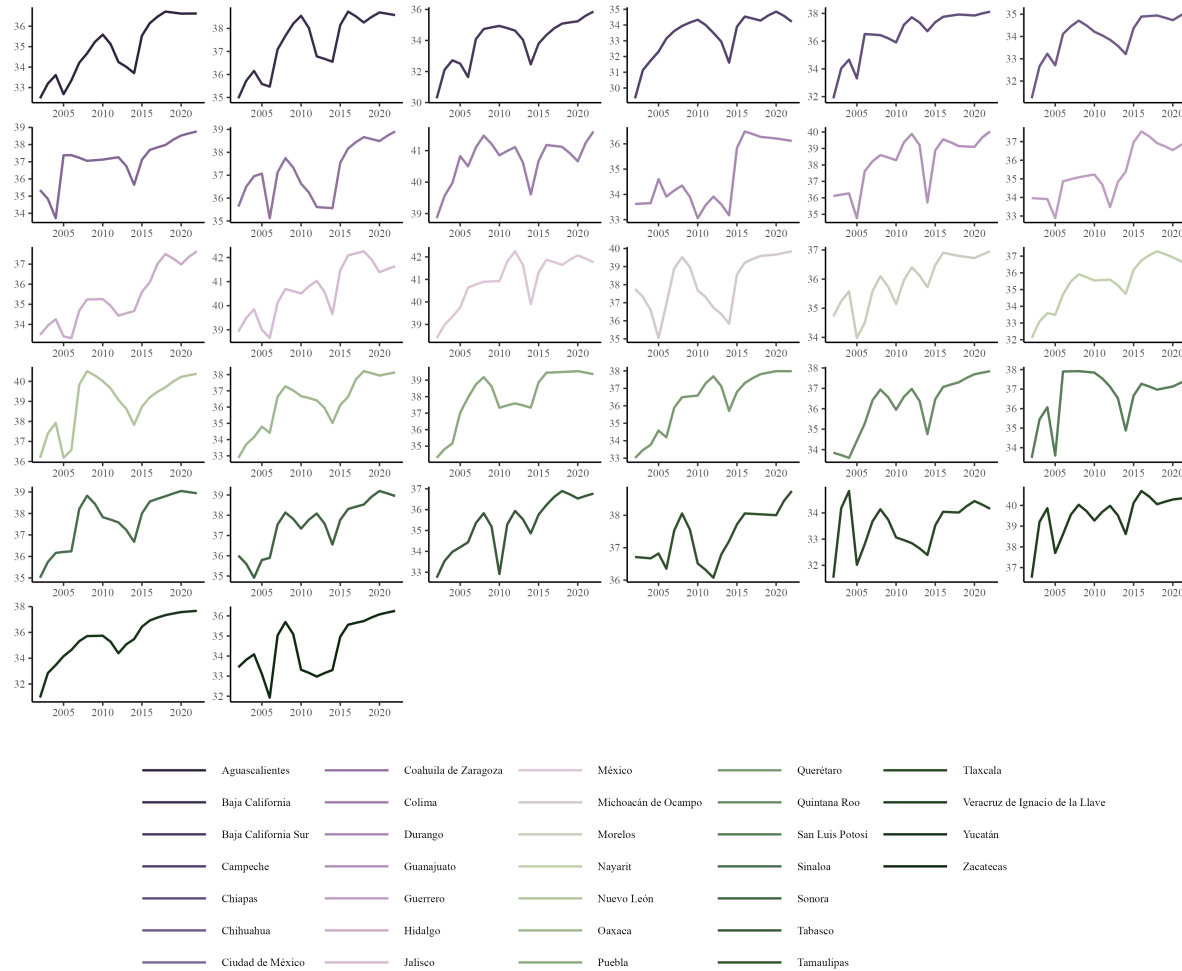 36
35
34
33
2005 2010 2015 2020
38
37
36
35
2005 2010 2015 2020
36
34
32
30
2005 2010 2015 2020
35
34
33
32
31
30
2005 2010 2015 2020
38
36
34
32
2005 2010 2015 2020
35
34
33
32
2005 2010 2015 2020
39
38
37
36
35
34
2005 2010 2015 2020
39
38
37
36
35
2005 2010 2015 2020
41
40
39
2005 2010 2015 2020
36
35
34
33
2005 2010 2015 2020
40
39
38
37
36
35
2005 2010 2015 2020
37
36
35
34
33
2005 2010 2015 2020
37
36
35
34
2005 2010 2015 2020
42
41
40
39
2005 2010 2015 2020
42
41
40
39
2005 2010 2015 2020
40
39
38
37
36
35
2005 2010 2015 2020
37
36
35
34
2005 2010 2015 2020
37
36
35
34
33
32
2005 2010 2015 2020
40
39
38
37
36
2005 2010 2015 2020
38
37
36
35
34
33
2005 2010 2015 2020
39
38
37
36
35
2005 2010 2015 2020
38
37
36
35
34
33
2005 2010 2015 2020
38
37
36
35
34
2005 2010 2015 2020
38
37
36
35
34
2005 2010 2015 2020
39
38
37
36
35
2005 2010 2015 2020
39
38
37
36
35
2005 2010 2015 2020
37
36
35
34
33
2005 2010 2015 2020
38
37
36
2005 2010 2015 2020
34
33
32
2005 2010 2015 2020
40
39
38
37
2005 2010 2015 2020
38
36
34
32
2005 2010 2015 2020
36
35
34
33
32
2005 2010 2015 2020
Aguascalientes
Baja California
Baja California Sur
Campeche
Chiapas
Chihuahua
Ciudad de México
Coahuila de Zaragoza
Colima
Durango
Guanajuato
Guerrero
Hidalgo
Jalisco
México
Michoacán de Ocampo
Morelos
Nayarit
Nuevo León
Oaxaca
Puebla
Querétaro
Quintana Roo
San Luis Potosí
Sinaloa
Sonora
Tabasco
Tamaulipas
Tlaxcala
Veracruz de Ignacio de la Llave
Yucatán
Zacatecas